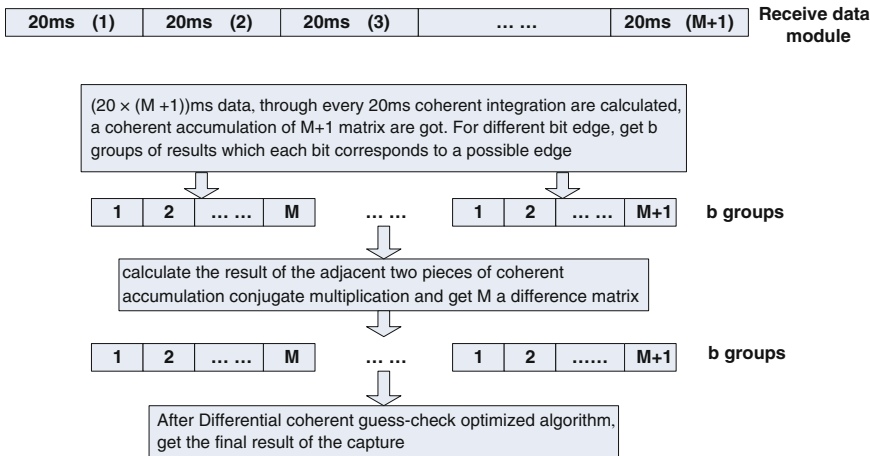 20ms (1) 20ms (2) 20ms (3) ... ... 20ms (M+1) Receive data
module
(20 × (M +1))ms data, through every 20ms coherent integration are calculated,
a coherent accumulation of M+1 matrix are got. For different bit edge, get b
groups of results which each bit corresponds to a possible edge
1 2 ... ... M ... ... 1 2 ... ... M+1 b groups
calculate the result of the adjacent two pieces of coherent
accumulation conjugate multiplication and get M a difference matrix
1 2 ... ... M ... ... 1 2 ...... M+1 b groups
After Differential coherent guess-check optimized algorithm,
get the final result of the capture